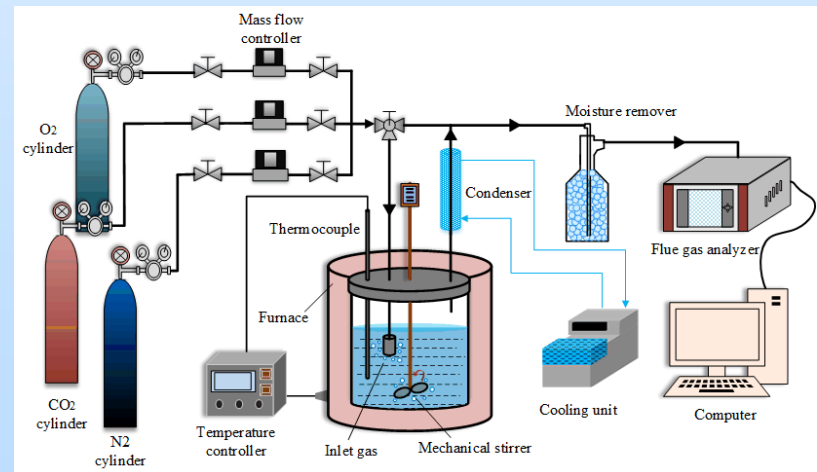 Mass flow
controller
O2
cylinder
Moisture remover
Condenser
Thermocouple
Flue gas analyzer
Furnace
CO2
cylinder
N2
cylinder
Temperature
controller
Inlet gas
Mechanical stirrer
Cooling unit
Computer